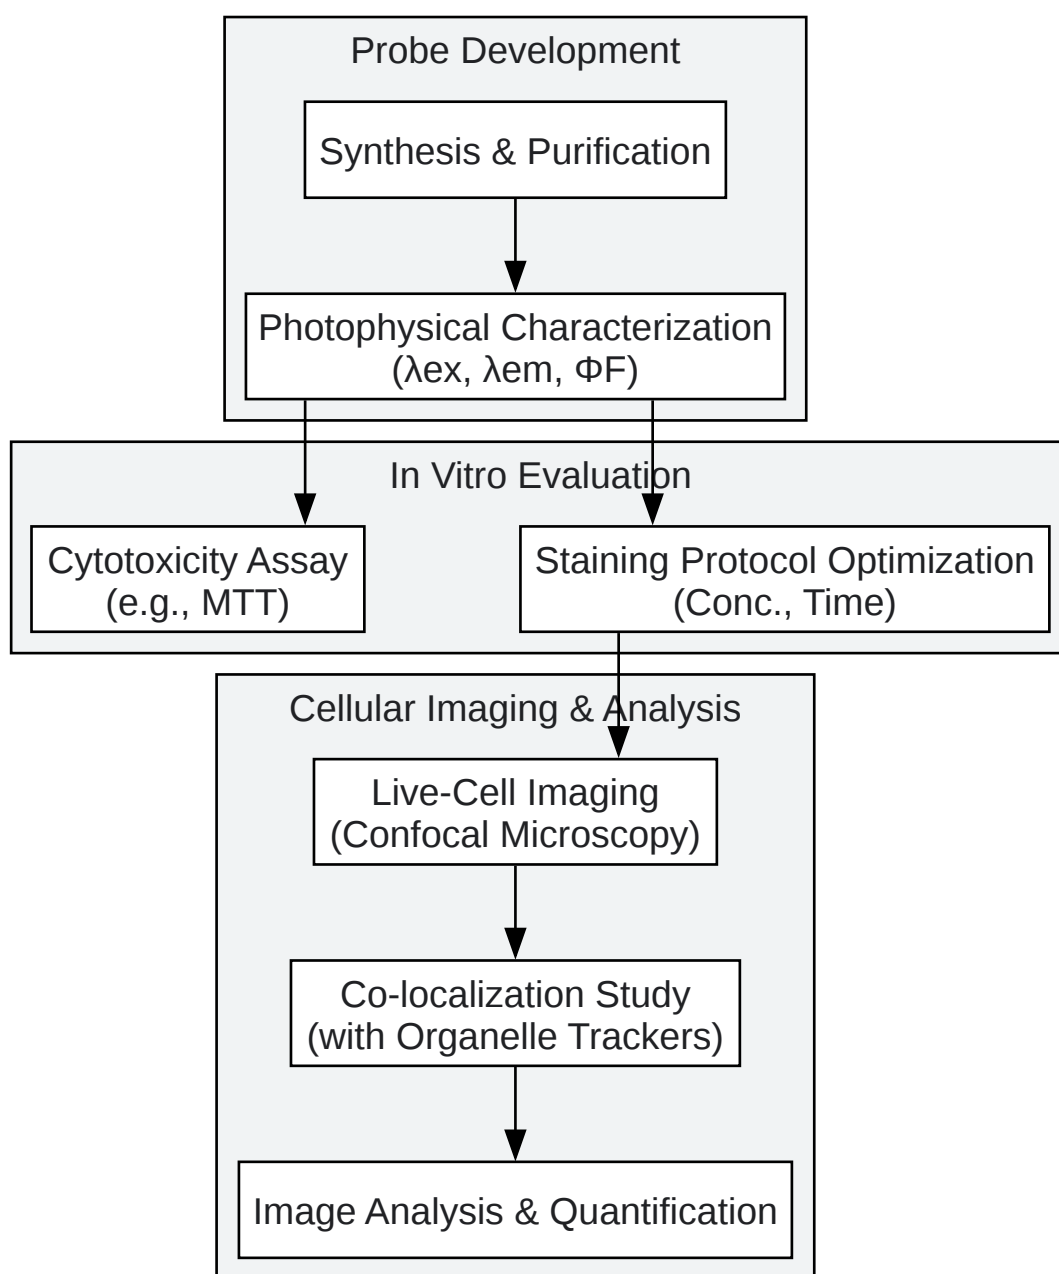 Probe Development
Synthesis & Purification
Photophysical Characterization
(λex, λem, ΦF)
In Vitro Evaluation
Cytotoxicity Assay
(e.g., MTT)
Staining Protocol Optimization
(Conc., Time)
Cellular Imaging & Analysis
Live-Cell Imaging
(Confocal Microscopy)
Co-localization Study
(with Organelle Trackers)
Image Analysis & Quantification